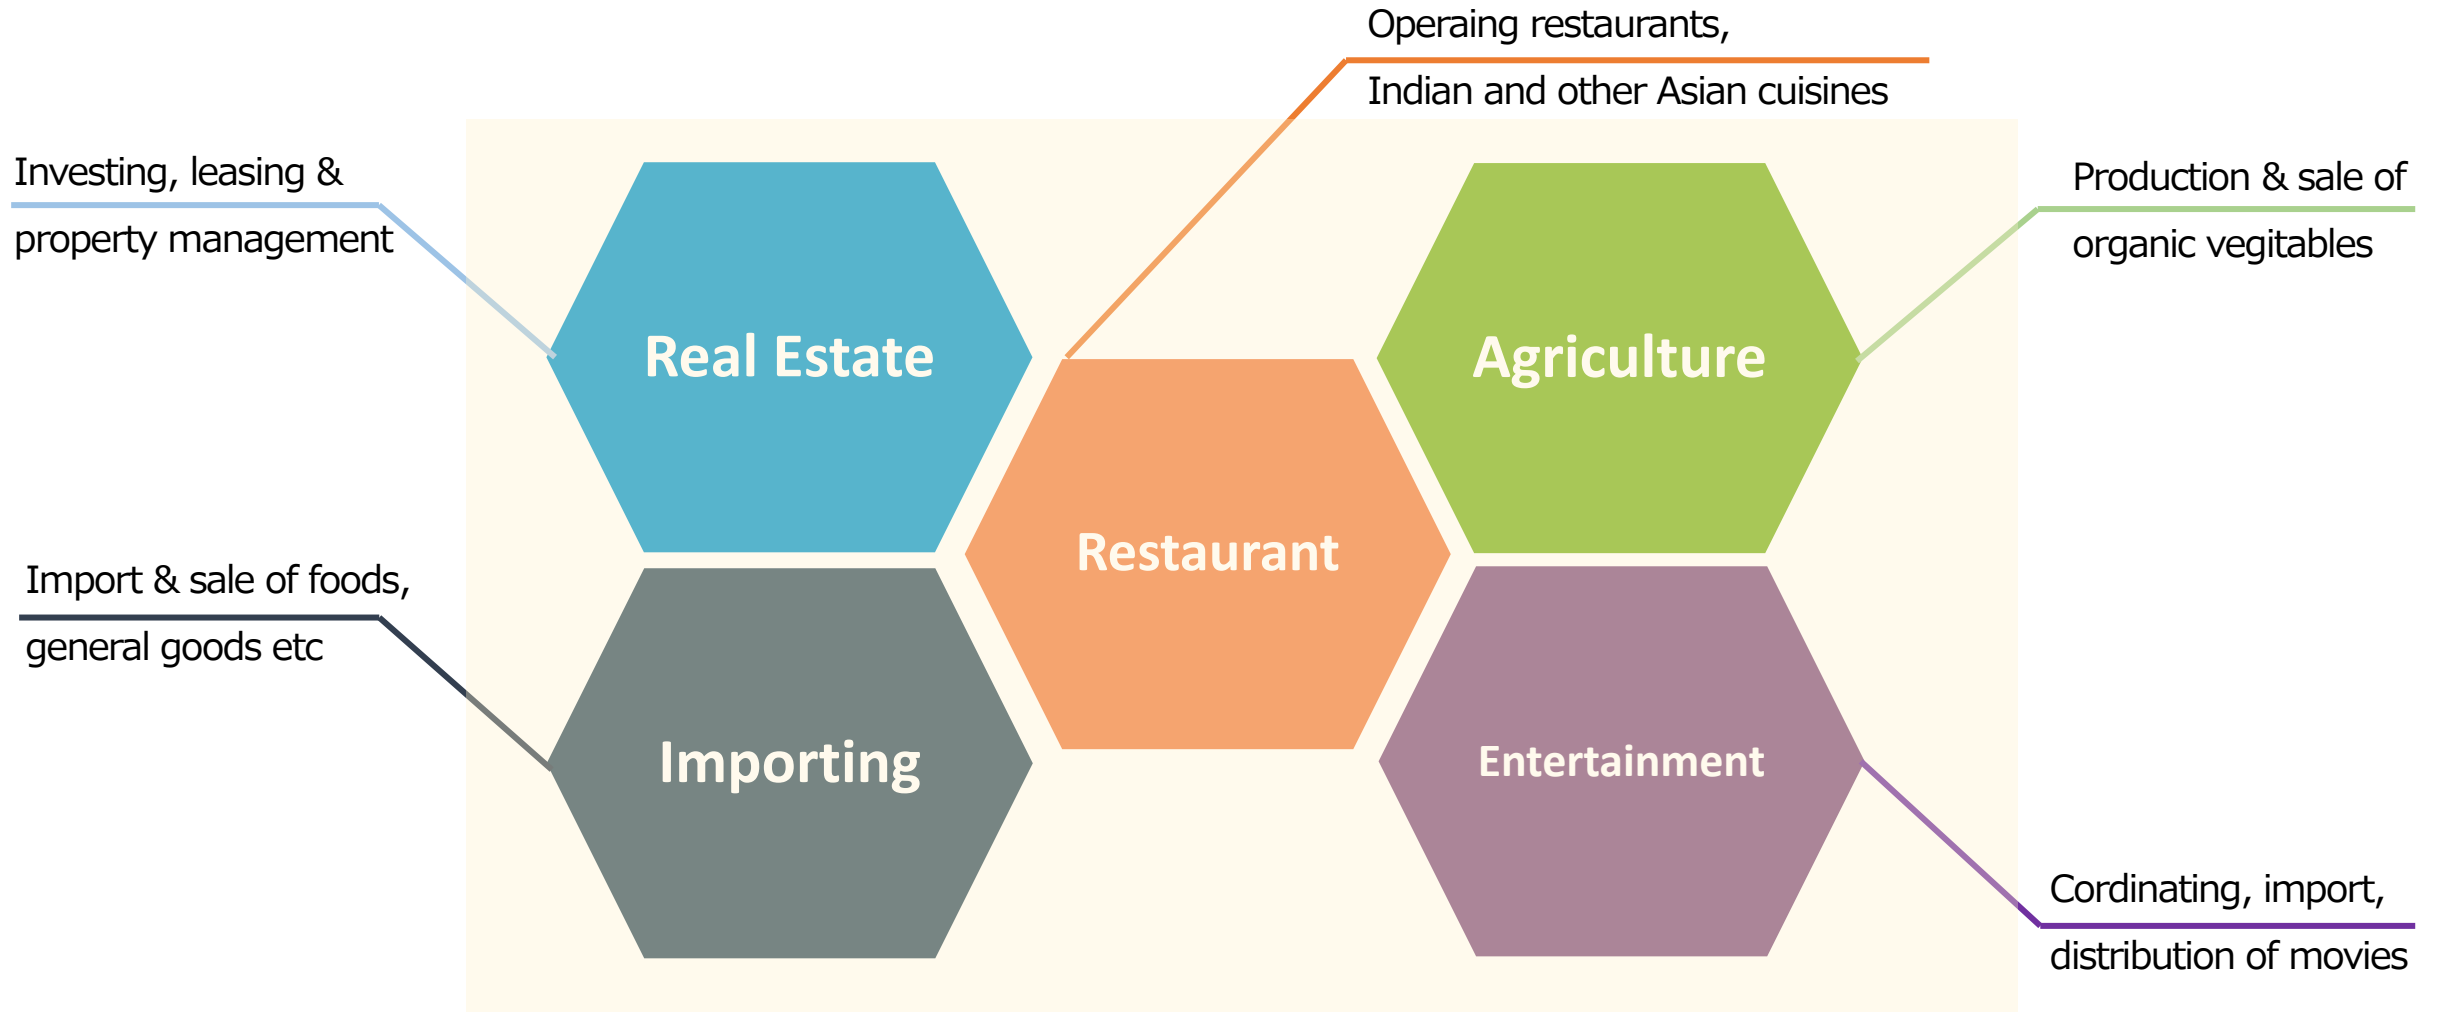 Operaing restaurants,
Indian and other Asian cuisines
Investing, leasing &
property management
Production & sale of
organic vegitables
Real Estate
Agriculture
Restaurant
Import & sale of foods,
general goods etc
Importing
Entertainment
Cordinating, import,
distribution of movies